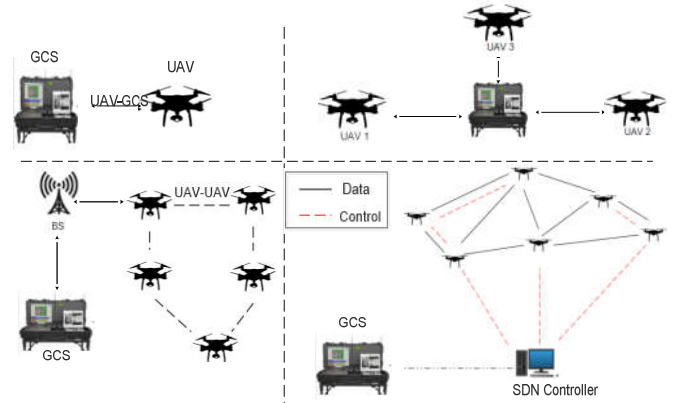 GCS
UAV
UAV-GCS
UAV 3
UAV 1
UAV 2
BS
UAV-UAV
GCS
Data
Control
GCS
SDN Controller